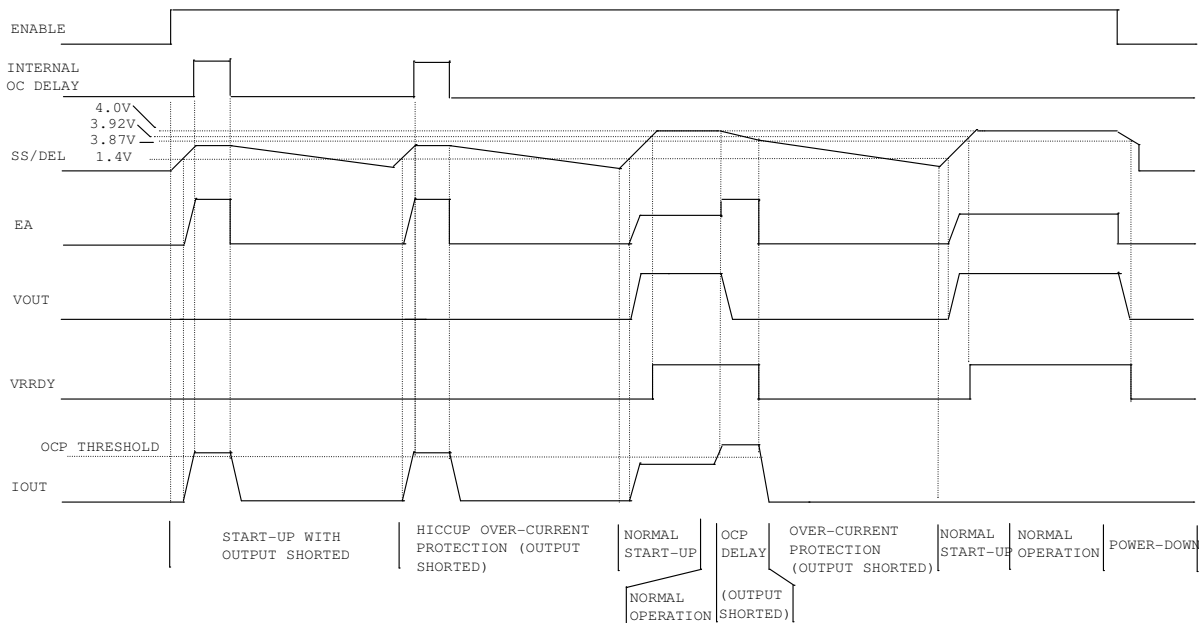 ENABLE
INTERNAL
OC DELAY
4.0V
3.92V
3.87V
SS/DEL
1.4V
EA
VOUT
VRRDY
OCP THRESHOLD
IOUT
START-UP WITH
OUTPUT SHORTED
HICCUP OVER-CURRENT
PROTECTION (OUTPUT
SHORTED)
NORMAL
START-UP
NORMAL
OPERATION
OCP
DELAY
(OUTPUT
SHORTED)
OVER-CURRENT
PROTECTION
(OUTPUT SHORTED)
NORMAL
START-UP
NORMAL
OPERATION
POWER-DOWN